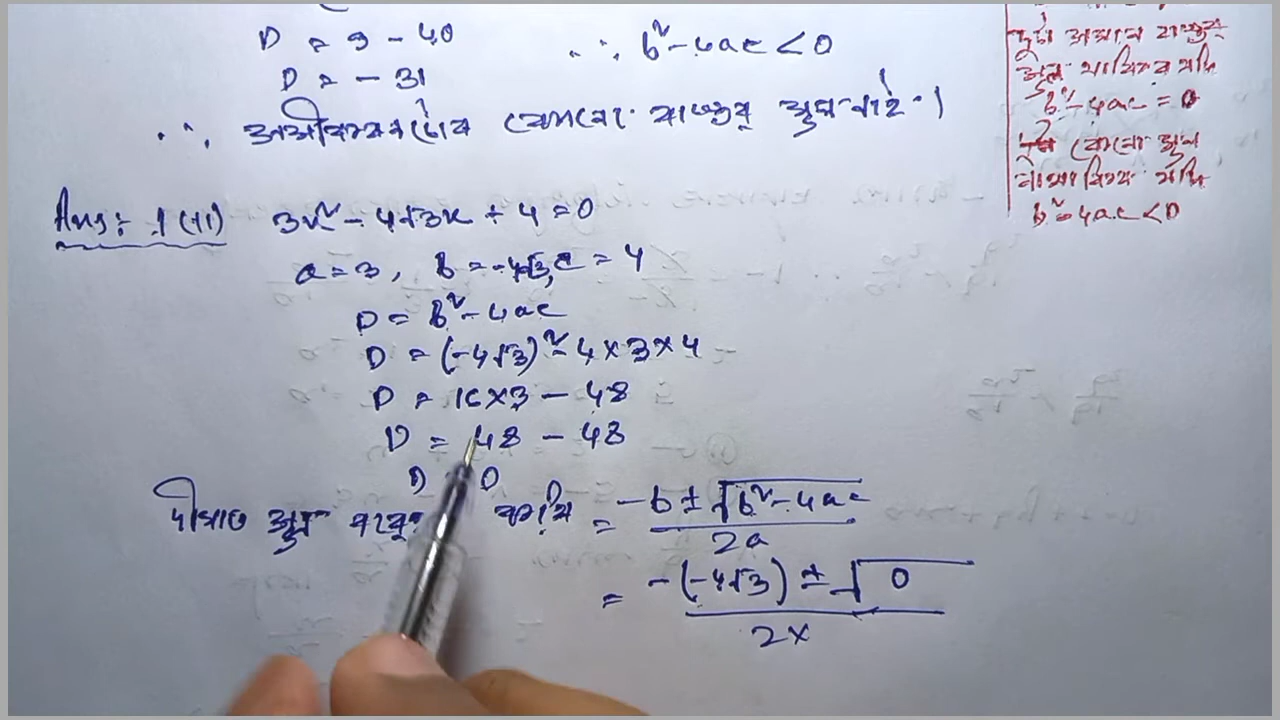 D = 9 - 40
∴ b² - 4ac < 0
D = - 31
∴ সমীকৰণটোৰ কোনো বাস্তৱ মূল নাই।
Ans: 1 (ii) 3x² - 4√3x + 4 = 0
a = 3, b = -4√3, c = 4
D = b² - 4ac
D = (-4√3)² - 4 × 3 × 4
D = 16×3 - 48
D = 48 - 48
D 0
মূল = -b ± √b² - 4ac
2a
= -(-4√3) ± √0
2×
বাস্তৱ
মূল যদি
b² - 4ac = 0
কোনো মূল
যদি
b² - 4ac < 0